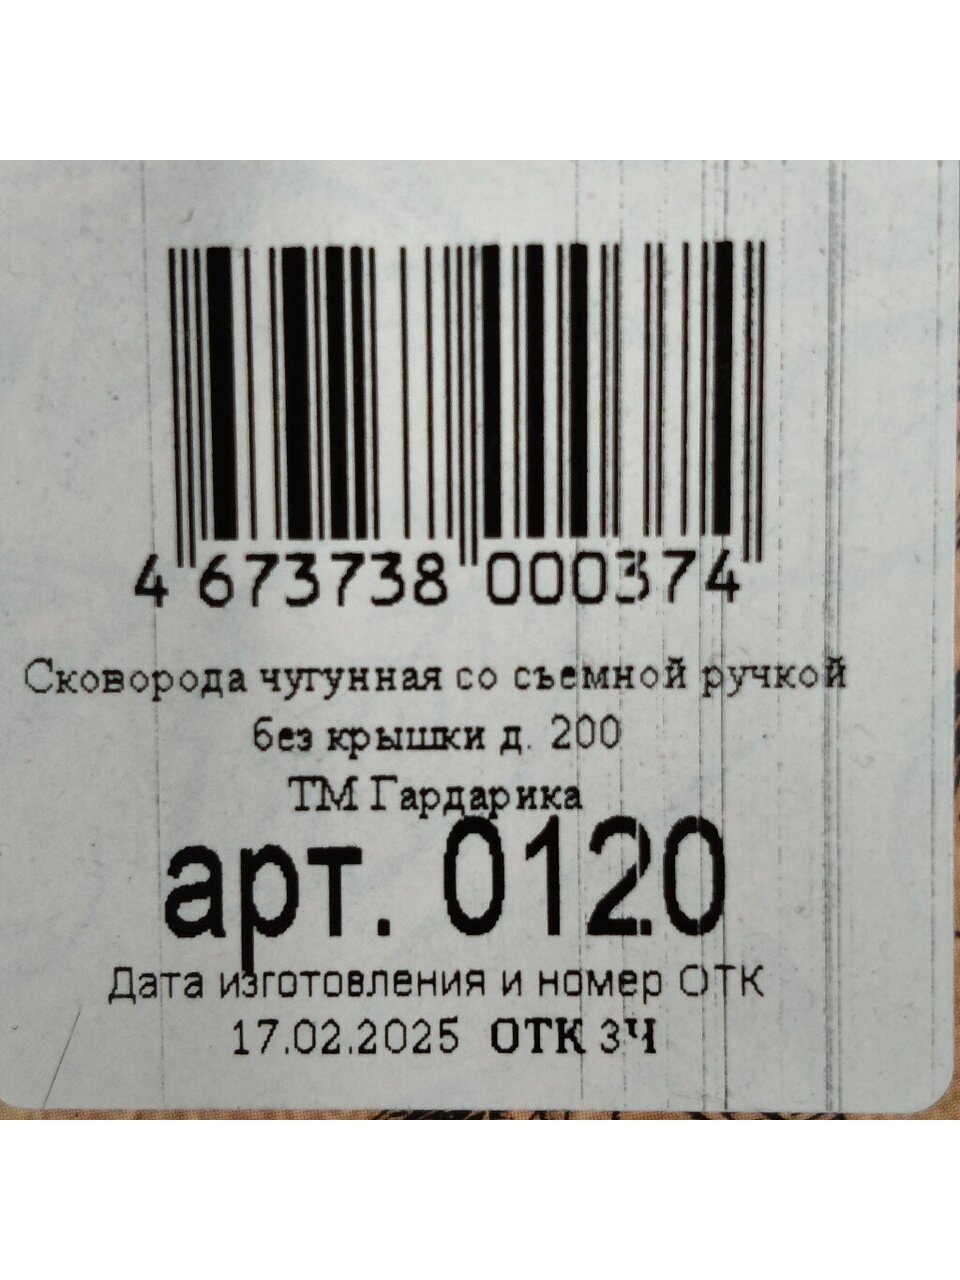 4 673738 000374
Сковорода чугунная со съемной ручкой
без крышки д. 200
ТМ Гардарика
арт. 0120
Дата изготовления и номер ОТК
17.02.2025 ОТК 3Ч